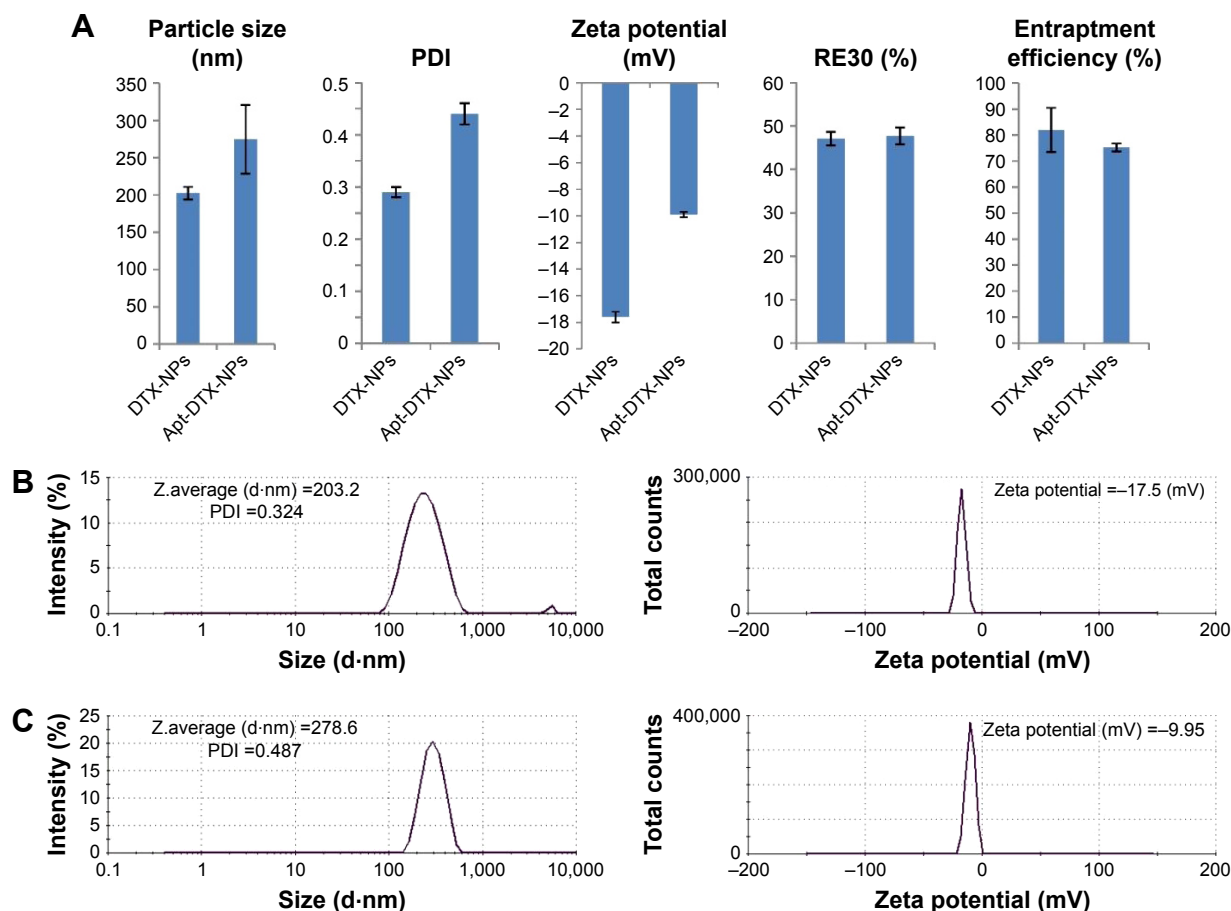 A
Particle size
(nm)
350
300
250
200
150
100
50
0
DTX-NPs
Apt-DTX-NPs
PDI
0.5
0.4
0.3
0.2
0.1
0
DTX-NPs
Apt-DTX-NPs
Zeta potential
(mV)
0
–2
–4
–6
–8
–10
–12
–14
–16
–18
–20
DTX-NPs
Apt-DTX-NPs
RE30 (%)
60
50
40
30
20
10
0
DTX-NPs
Apt-DTX-NPs
Entraptment
efficiency (%)
100
90
80
70
60
50
40
30
20
10
0
DTX-NPs
Apt-DTX-NPs
B
Intensity (%)
15
10
5
0
Z.average (d·nm) =203.2
PDI =0.324
0.1 1 10 100 1,000 10,000
Size (d·nm)
Total counts
300,000
0
Zeta potential =–17.5 (mV)
–200 –100 0 100 200
Zeta potential (mV)
C
Intensity (%)
25
20
15
10
5
0
Z.average (d·nm) =278.6
PDI =0.487
0.1 1 10 100 1,000 10,000
Size (d·nm)
Total counts
400,000
0
Zeta potential (mV) =–9.95
–200 –100 0 100 200
Zeta potential (mV)